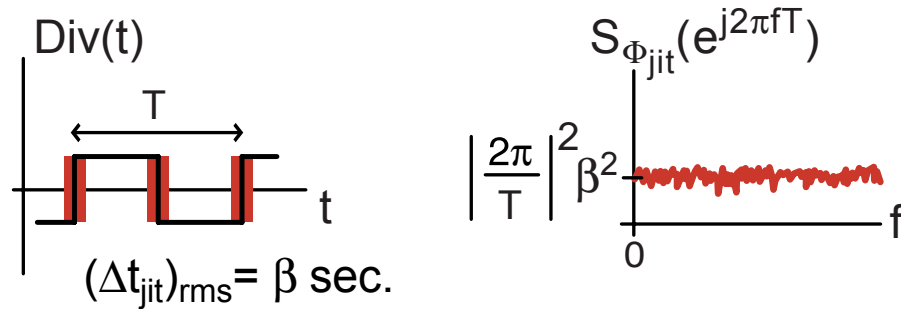 Div(t)
T
t
(Δt_jit)_rms = β sec.
S_Φjit(e^j2πfT)
|2π/T|^2 β^2
0
f